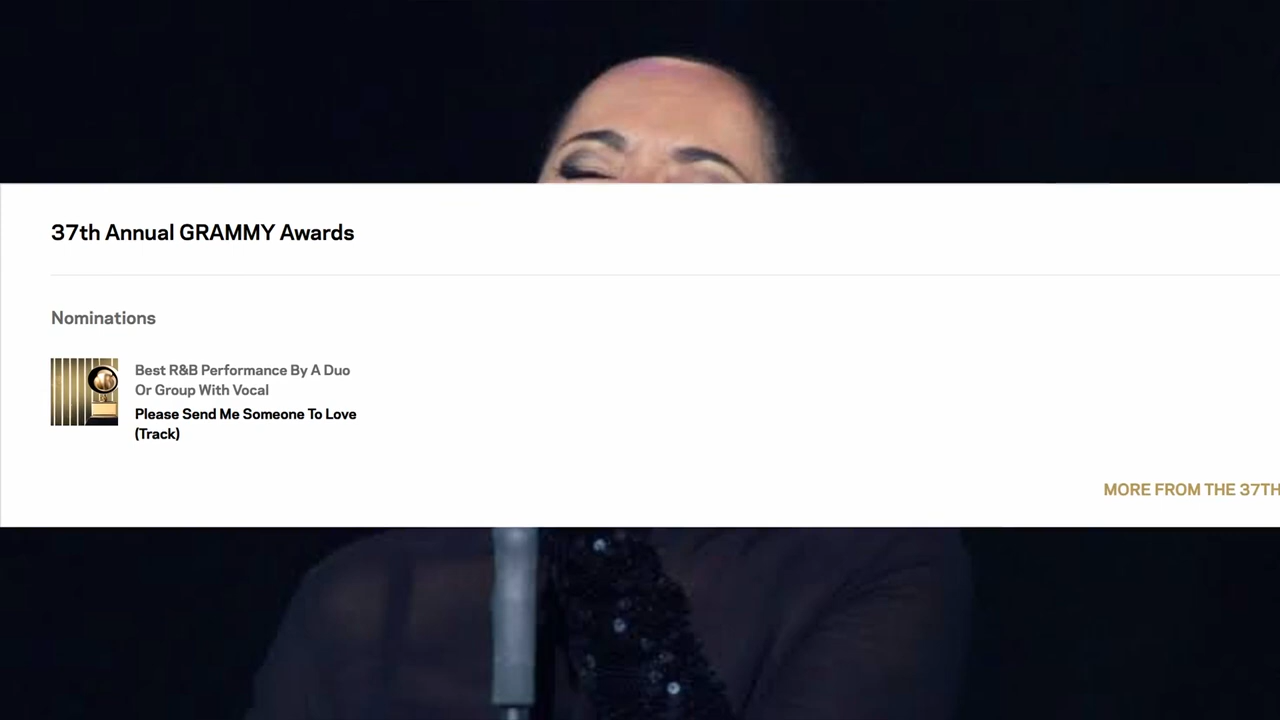 37th Annual GRAMMY Awards
Nominations
Best R&B Performance By A Duo
Or Group With Vocal
Please Send Me Someone To Love
(Track)
MORE FROM THE 37TH